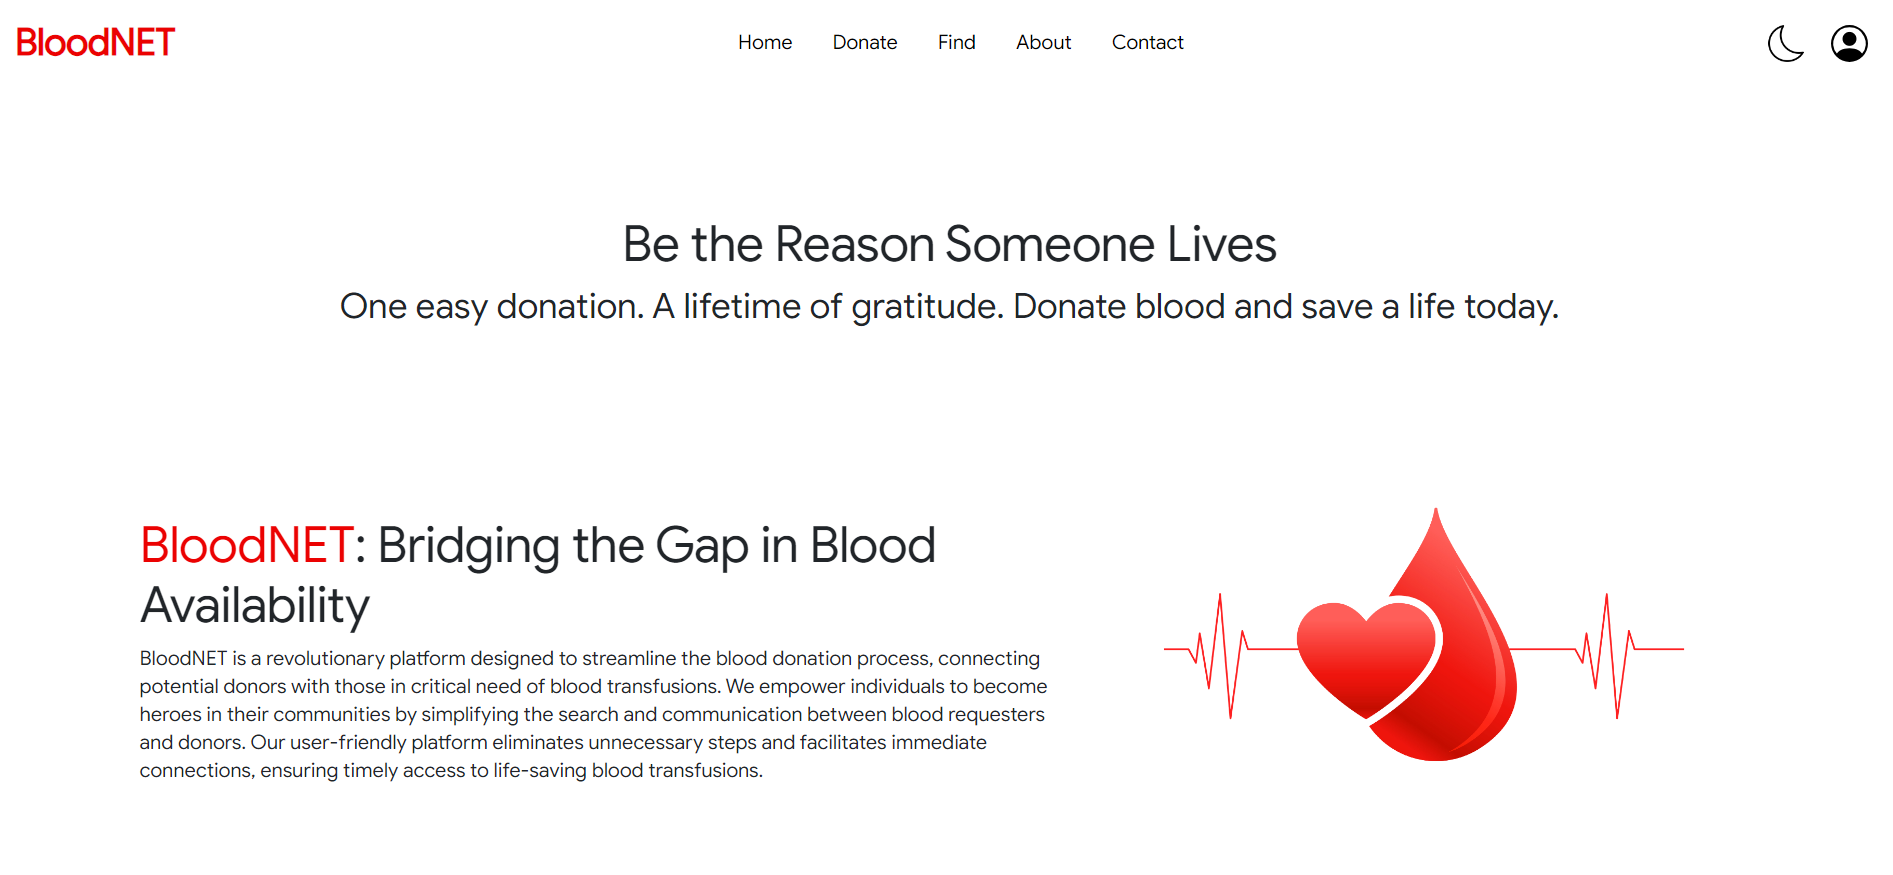 BloodNET
Home Donate Find About Contact
Be the Reason Someone Lives
One easy donation. A lifetime of gratitude. Donate blood and save a life today.
BloodNET: Bridging the Gap in Blood
Availability
BloodNET is a revolutionary platform designed to streamline the blood donation process, connecting
potential donors with those in critical need of blood transfusions. We empower individuals to become
heroes in their communities by simplifying the search and communication between blood requesters
and donors. Our user-friendly platform eliminates unnecessary steps and facilitates immediate
connections, ensuring timely access to life-saving blood transfusions.